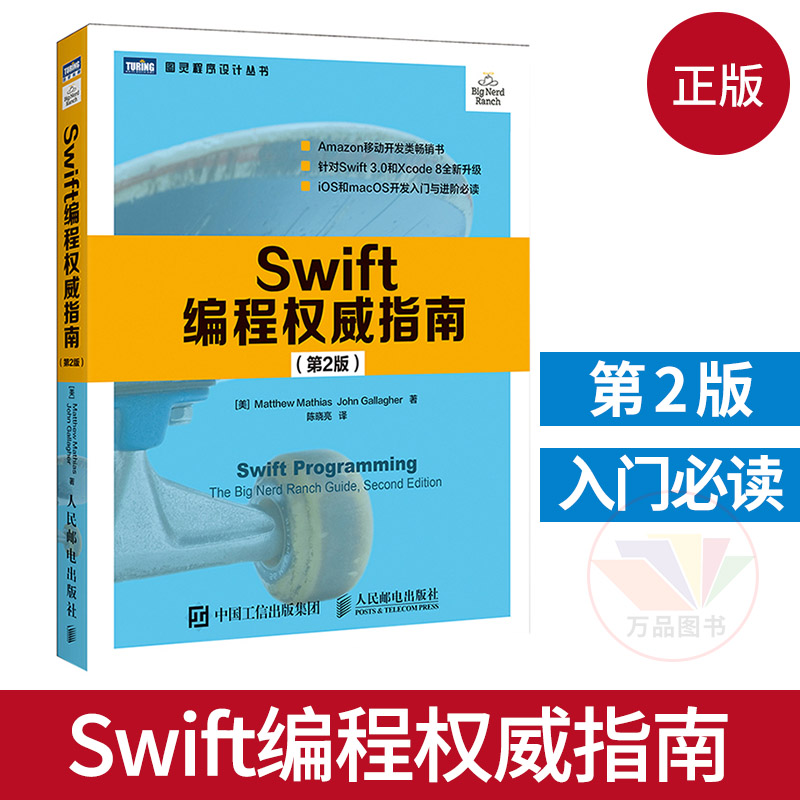 正版
TURING
图灵程序设计丛书
Big Nerd
Ranch
Amazon移动开发类畅销书
针对Swift 3.0和Xcode 8全新升级
iOS和macOS开发入门与进阶必读
Swift
编程权威指南
(第2版)
[美] Matthew Mathias John Gallagher 著
陈晓亮 译
Swift Programming
The Big Nerd Ranch Guide, Second Edition
中国工信出版集团
人民邮电出版社
POSTS & TELECOM PRESS
TURING
Big Nerd
Ranch
Swift编程权威指南
(第2版)
[美] Matthew Mathias
John Gallagher 著
人民邮电出版社
第2版
入门必读
万品图书
Swift编程权威指南